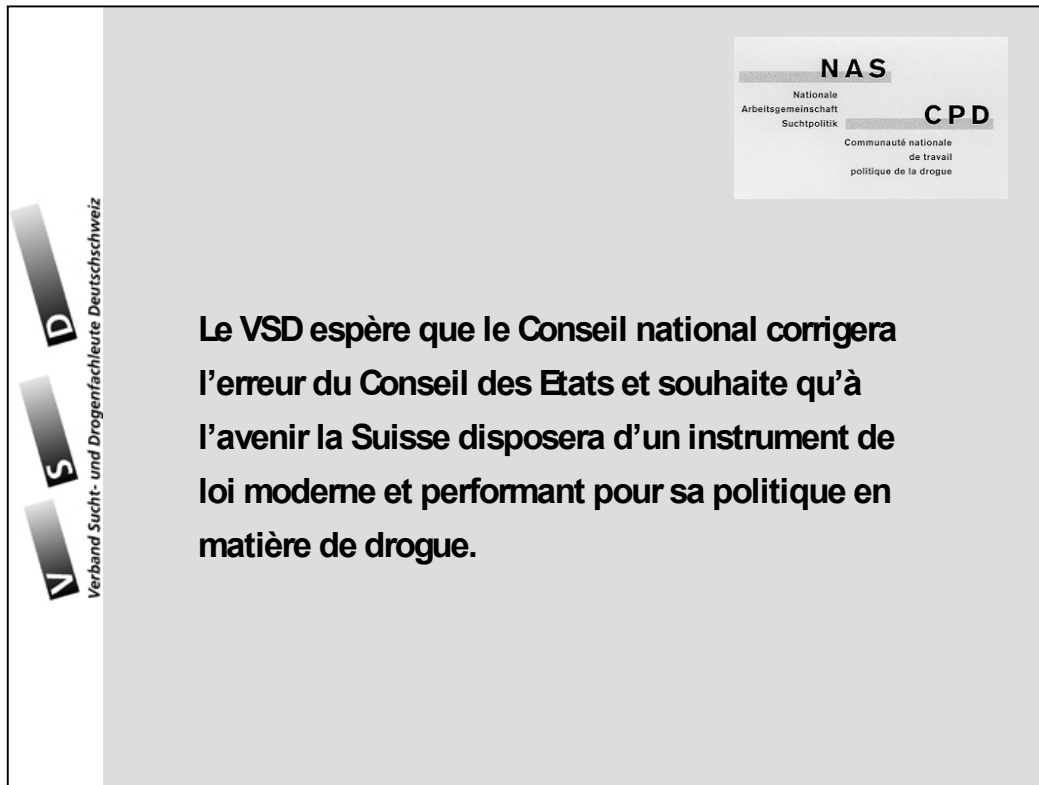 NAS
Nationale
Arbeitsgemeinschaft
Suchtpolitik
CPD
Communauté nationale
de travail
politique de la drogue
V S D
Verband Sucht- und Drogenfachleute Deutschschweiz
Le VSD espère que le Conseil national corrigera
l’erreur du Conseil des Etats et souhaite qu’à
l’avenir la Suisse disposera d’un instrument de
loi moderne et performant pour sa politique en
matière de drogue.